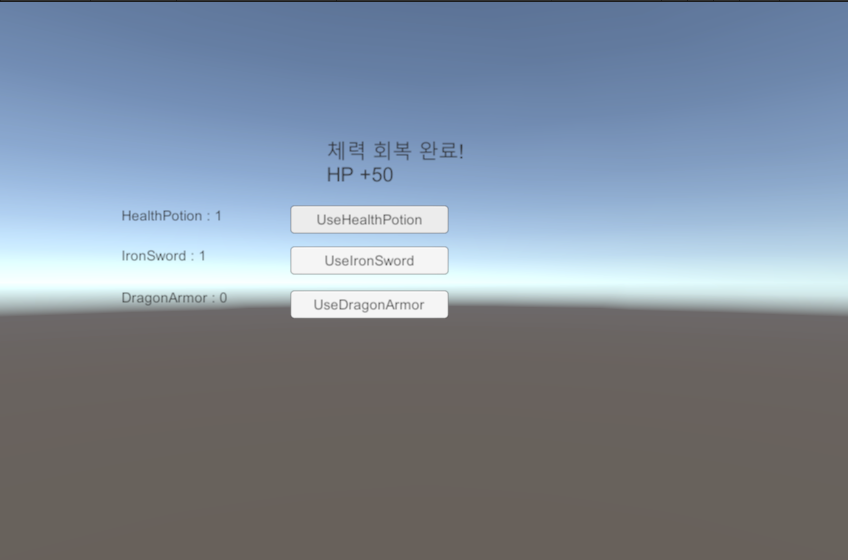 체력 회복 완료!
HP +50
HealthPotion : 1
UseHealthPotion
IronSword : 1
UseIronSword
DragonArmor : 0
UseDragonArmor